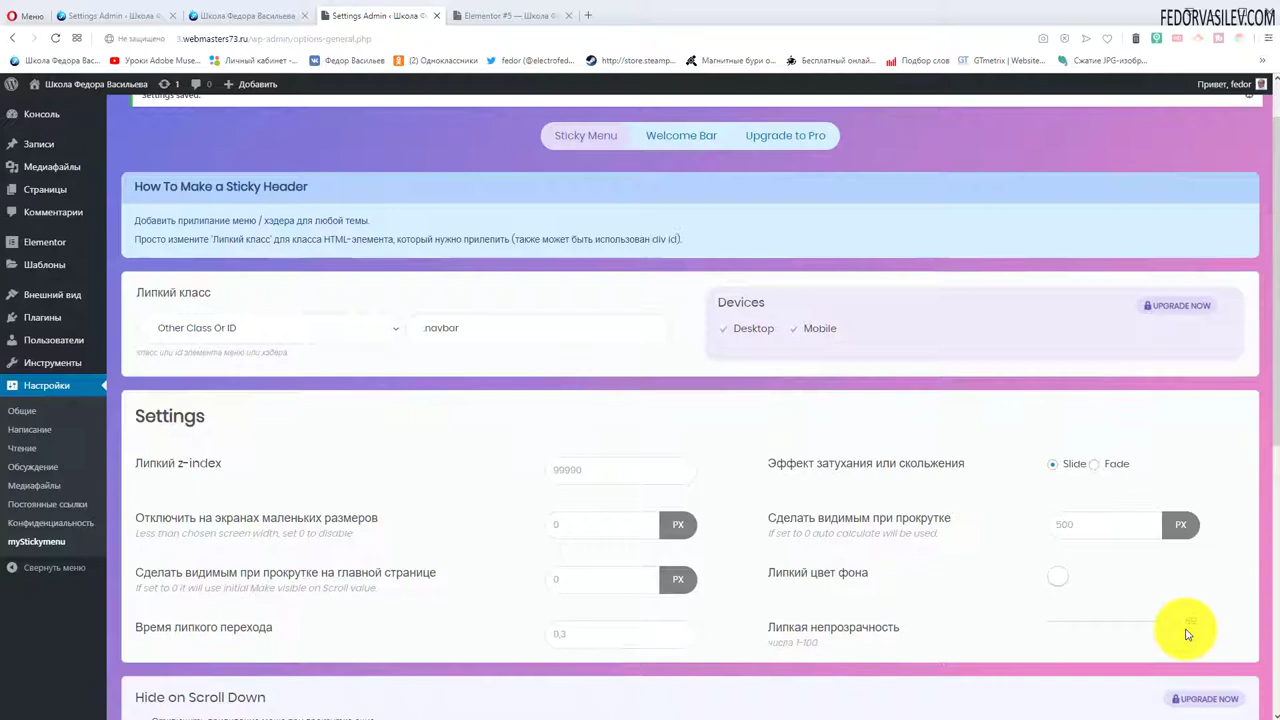 Меню
Settings Admin ‹ Школа Ф
Школа Федора Васильева
Settings Admin ‹ Школа Ф
Elementor #5 — Школа Ф
FEDORVASILEV.COM
Не защищено
3.webmasters73.ru/wp-admin/options-general.php
Школа Федора Вас...
Уроки Adobe Muse...
Личный кабинет -...
Федор Васильев
(2) Одноклассники
fedor (@electrofed...
http://store.steamp...
Магнитные бури о...
Бесплатный онлай...
Подбор слов
GTmetrix | Website...
Сжатие JPG-изобр...
Школа Федора Васильева
1
0
Добавить
Привет, fedor
Консоль
Записи
Медиафайлы
Страницы
Комментарии
Elementor
Шаблоны
Внешний вид
Плагины
Пользователи
Инструменты
Настройки
Общие
Написание
Чтение
Обсуждение
Медиафайлы
Постоянные ссылки
Конфиденциальность
myStickymenu
Свернуть меню
Settings saved.
Sticky Menu
Welcome Bar
Upgrade to Pro
How To Make a Sticky Header
Добавить прилипание меню / хэдера для любой темы.
Просто измените 'Липкий класс' для класса HTML-элемента, который нужно прилепить (также может быть использован div id).
Липкий класс
Other Class Or ID
.navbar
класс или id элемента меню или хэдера.
Devices
UPGRADE NOW
Desktop
Mobile
Settings
Липкий z-index
99990
Эффект затухания или скольжения
Slide
Fade
Отключить на экранах маленьких размеров
Less than chosen screen width, set 0 to disable
0
PX
Сделать видимым при прокрутке
If set to 0 auto calculate will be used.
500
PX
Сделать видимым при прокрутке на главной странице
If set to 0 it will use initial Make visible on Scroll value.
0
PX
Липкий цвет фона
Время липкого перехода
0,3
Липкая непрозрачность
числа 1-100.
Hide on Scroll Down
UPGRADE NOW